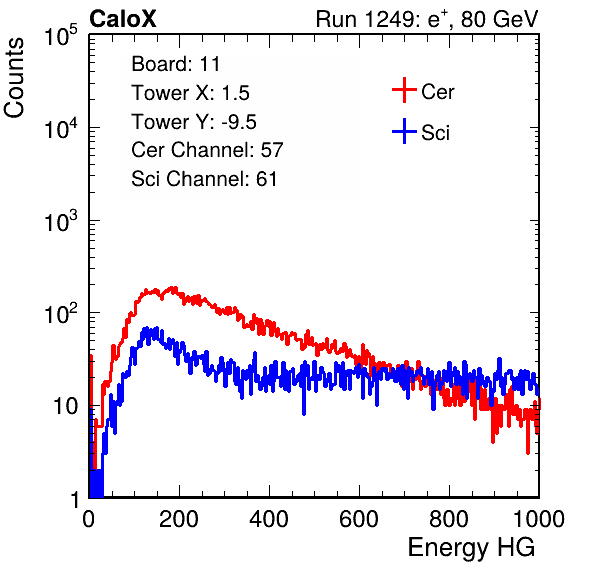 CaloX Run 1249: e⁺, 80 GeV
Counts
10⁵
10⁴
10³
10²
10
1
Board: 11
Tower X: 1.5
Tower Y: -9.5
Cer Channel: 57
Sci Channel: 61
Cer
Sci
0 200 400 600 800 1000
Energy HG